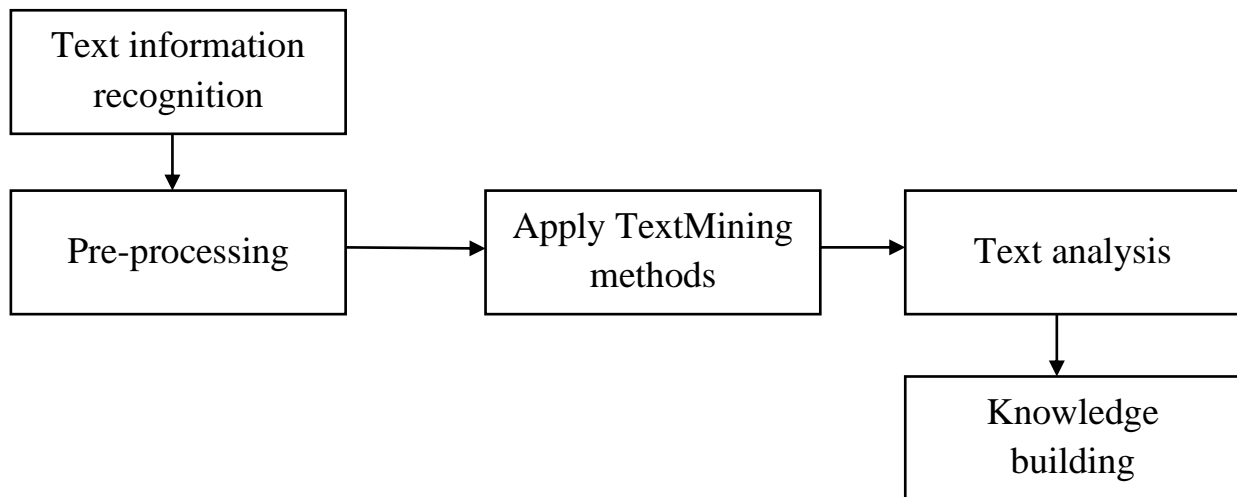 Text information
recognition
Pre-processing
Apply TextMining
methods
Text analysis
Knowledge
building